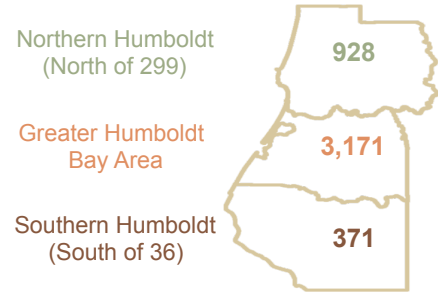 Northern Humboldt
(North of 299)
928
Greater Humboldt
Bay Area
3,171
Southern Humboldt
(South of 36)
371